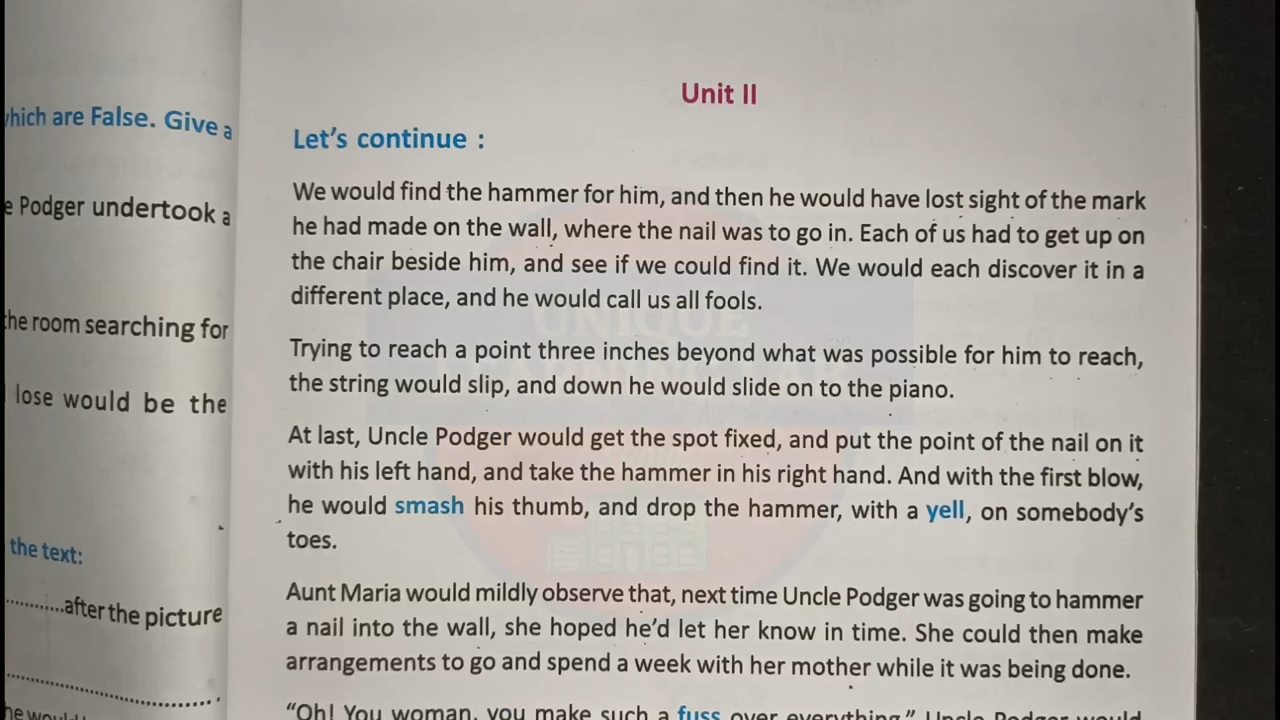 which are False. Give a
e Podger undertook a
the room searching for
lose would be the
the text:
............after the picture
Unit II
Let's continue :
We would find the hammer for him, and then he would have lost sight of the mark
he had made on the wall, where the nail was to go in. Each of us had to get up on
the chair beside him, and see if we could find it. We would each discover it in a
different place, and he would call us all fools.
Trying to reach a point three inches beyond what was possible for him to reach,
the string would slip, and down he would slide on to the piano.
At last, Uncle Podger would get the spot fixed, and put the point of the nail on it
with his left hand, and take the hammer in his right hand. And with the first blow,
he would smash his thumb, and drop the hammer, with a yell, on somebody's
toes.
Aunt Maria would mildly observe that, next time Uncle Podger was going to hammer
a nail into the wall, she hoped he'd let her know in time. She could then make
arrangements to go and spend a week with her mother while it was being done.
"Oh! You woman, you make such a fuss over everything," Uncle Podger would